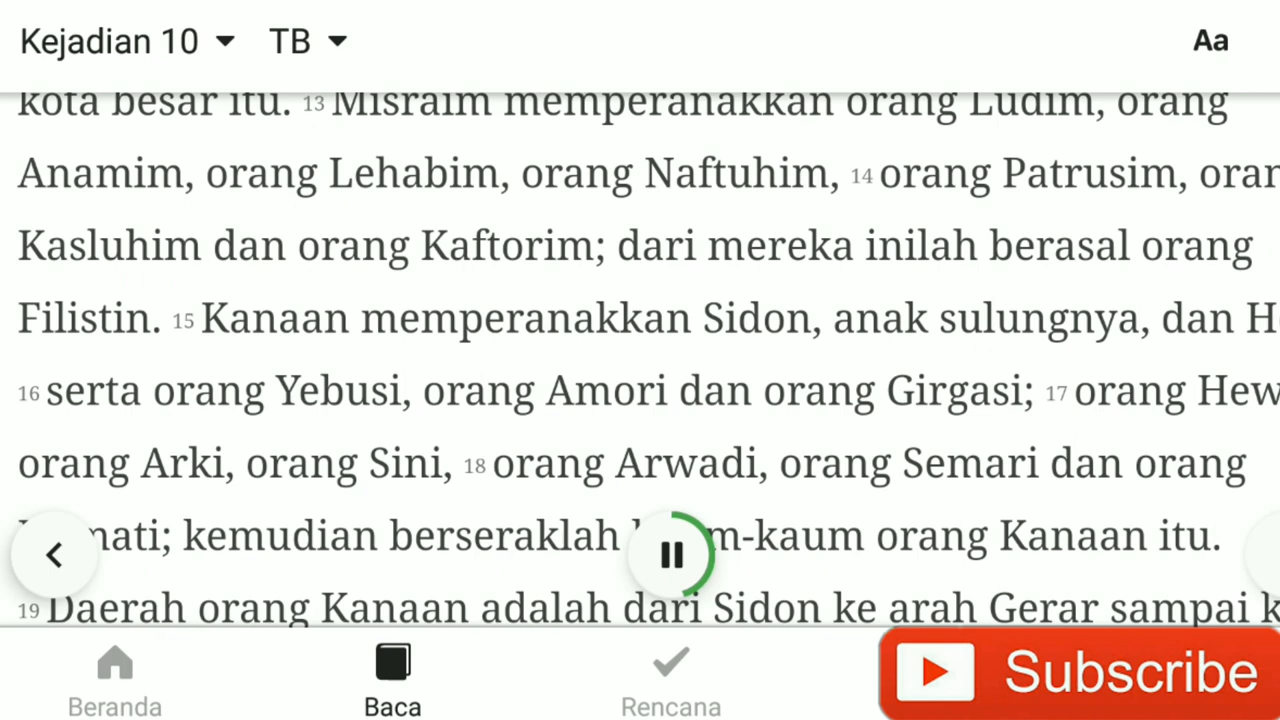 Kejadian 10 TB Aa
kota besar itu. 13 Misraim memperanakkan orang Ludim, orang
Anamim, orang Lehabim, orang Naftuhim, 14 orang Patrusim,
Kasluhim dan orang Kaftorim; dari mereka inilah berasal orang
Filistin. 15 Kanaan memperanakkan Sidon, anak sulungnya, dan
16 serta orang Yebusi, orang Amori dan orang Girgasi; 17 orang
orang Arki, orang Sini, 18 orang Arwadi, orang Semari dan orang
kemudian berseraklah orang Kanaan itu.
19 Daerah orang Kanaan adalah dari Sidon ke arah Gerar sampai
Beranda Baca Rencana Subscribe